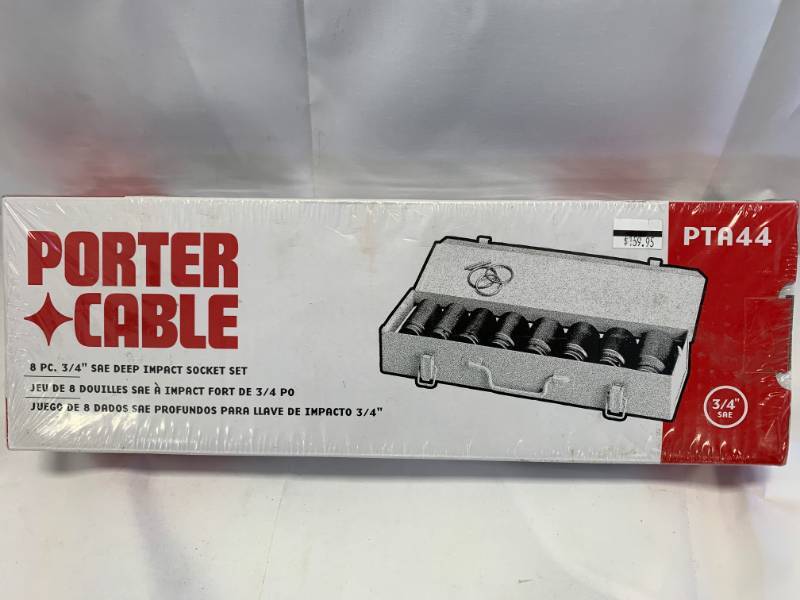 PORTER
CABLE
8 PC. 3/4" SAE DEEP IMPACT SOCKET SET
JEU DE 8 DOUILLES SAE À IMPACT FORT DE 3/4 PO
JUEGO DE 8 DADOS SAE PROFUNDOS PARA LLAVE DE IMPACTO 3/4"
$159.95
PTA44
3/4"
SAE